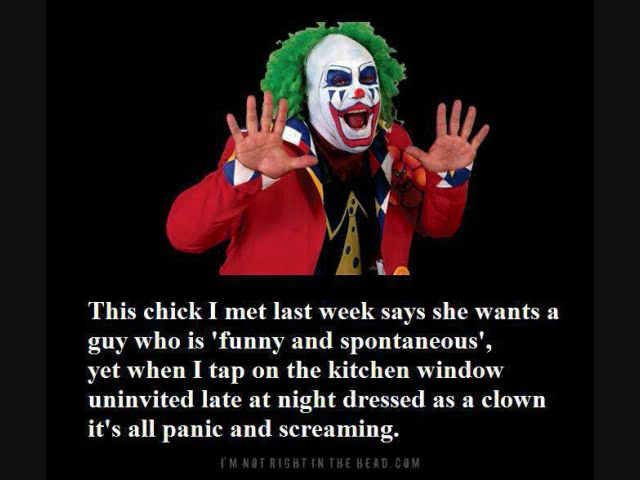 This chick I met last week says she wants a
guy who is 'funny and spontaneous',
yet when I tap on the kitchen window
uninvited late at night dressed as a clown
it's all panic and screaming.
I'M NOT RIGHT IN THE HEAD.COM